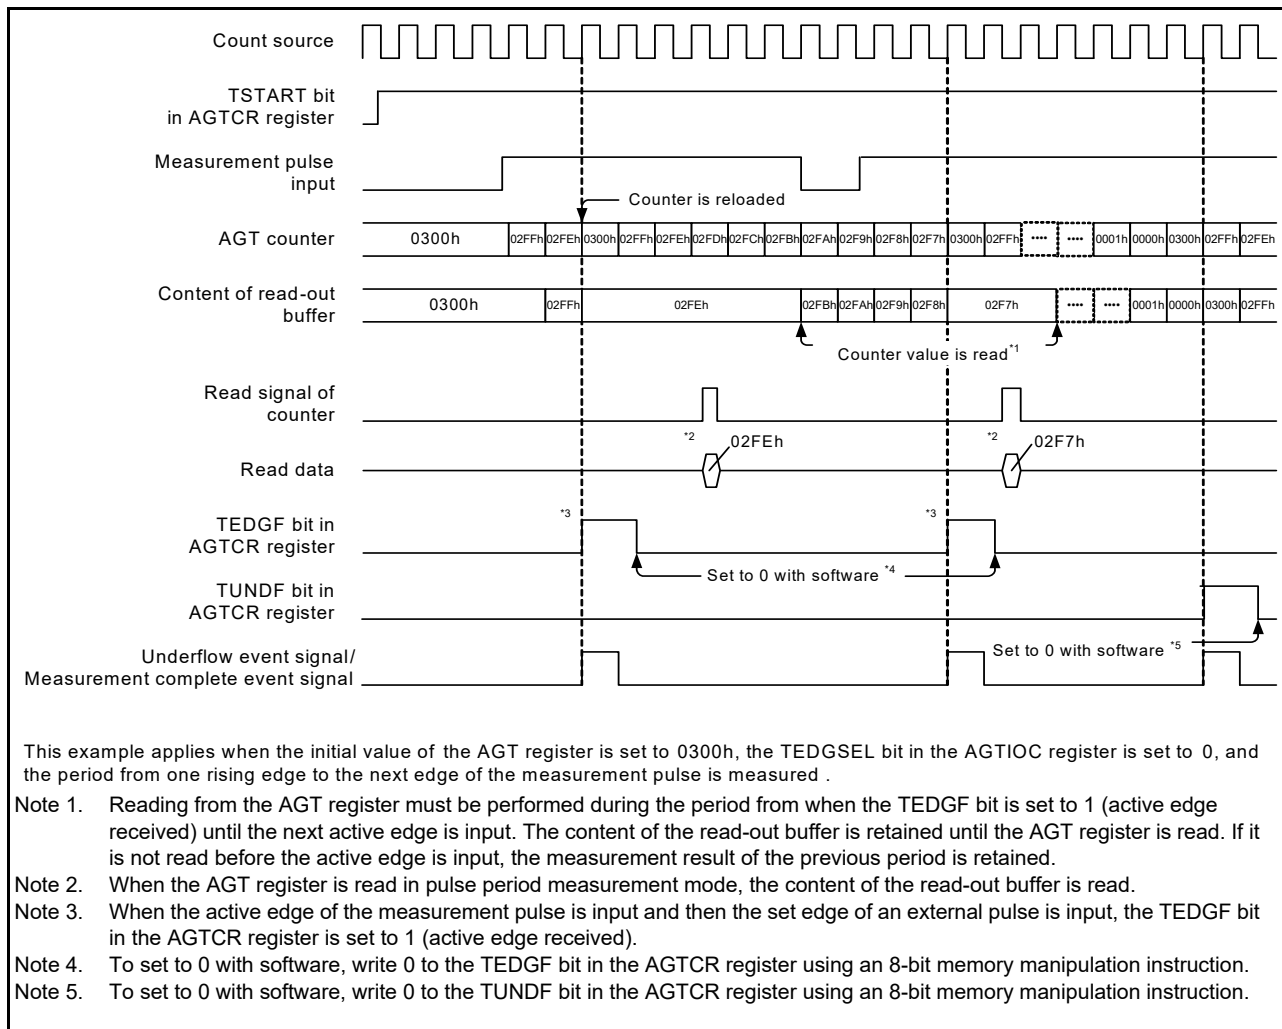 Count source
TSTART bit
in AGTCR register
Measurement pulse
input
Counter is reloaded
AGT counter
0300h 02FFh 02FEh 0300h 02FFh 02FEh 02FDh 02FCh 02FBh 02FAh 02F9h 02F8h 02F7h 0300h 02FFh •••• •••• 0001h 0000h 0300h 02FFh 02FEh
Content of read-out
buffer
0300h 02FFh 02FEh 02FBh 02FAh 02F9h 02F8h 02F7h •••• •••• 0001h 0000h 0300h 02FFh
Counter value is read*1
Read signal of
counter
*2 02FEh *2 02F7h
Read data
TEDGF bit in
AGTCR register
*3 *3
Set to 0 with software *4
TUNDF bit in
AGTCR register
Set to 0 with software *5
Underflow event signal/
Measurement complete event signal
This example applies when the initial value of the AGT register is set to 0300h, the TEDGSEL bit in the AGTIOC register is set to 0, and
the period from one rising edge to the next edge of the measurement pulse is measured .
Note 1. Reading from the AGT register must be performed during the period from when the TEDGF bit is set to 1 (active edge
received) until the next active edge is input. The content of the read-out buffer is retained until the AGT register is read. If it
is not read before the active edge is input, the measurement result of the previous period is retained.
Note 2. When the AGT register is read in pulse period measurement mode, the content of the read-out buffer is read.
Note 3. When the active edge of the measurement pulse is input and then the set edge of an external pulse is input, the TEDGF bit
in the AGTCR register is set to 1 (active edge received).
Note 4. To set to 0 with software, write 0 to the TEDGF bit in the AGTCR register using an 8-bit memory manipulation instruction.
Note 5. To set to 0 with software, write 0 to the TUNDF bit in the AGTCR register using an 8-bit memory manipulation instruction.